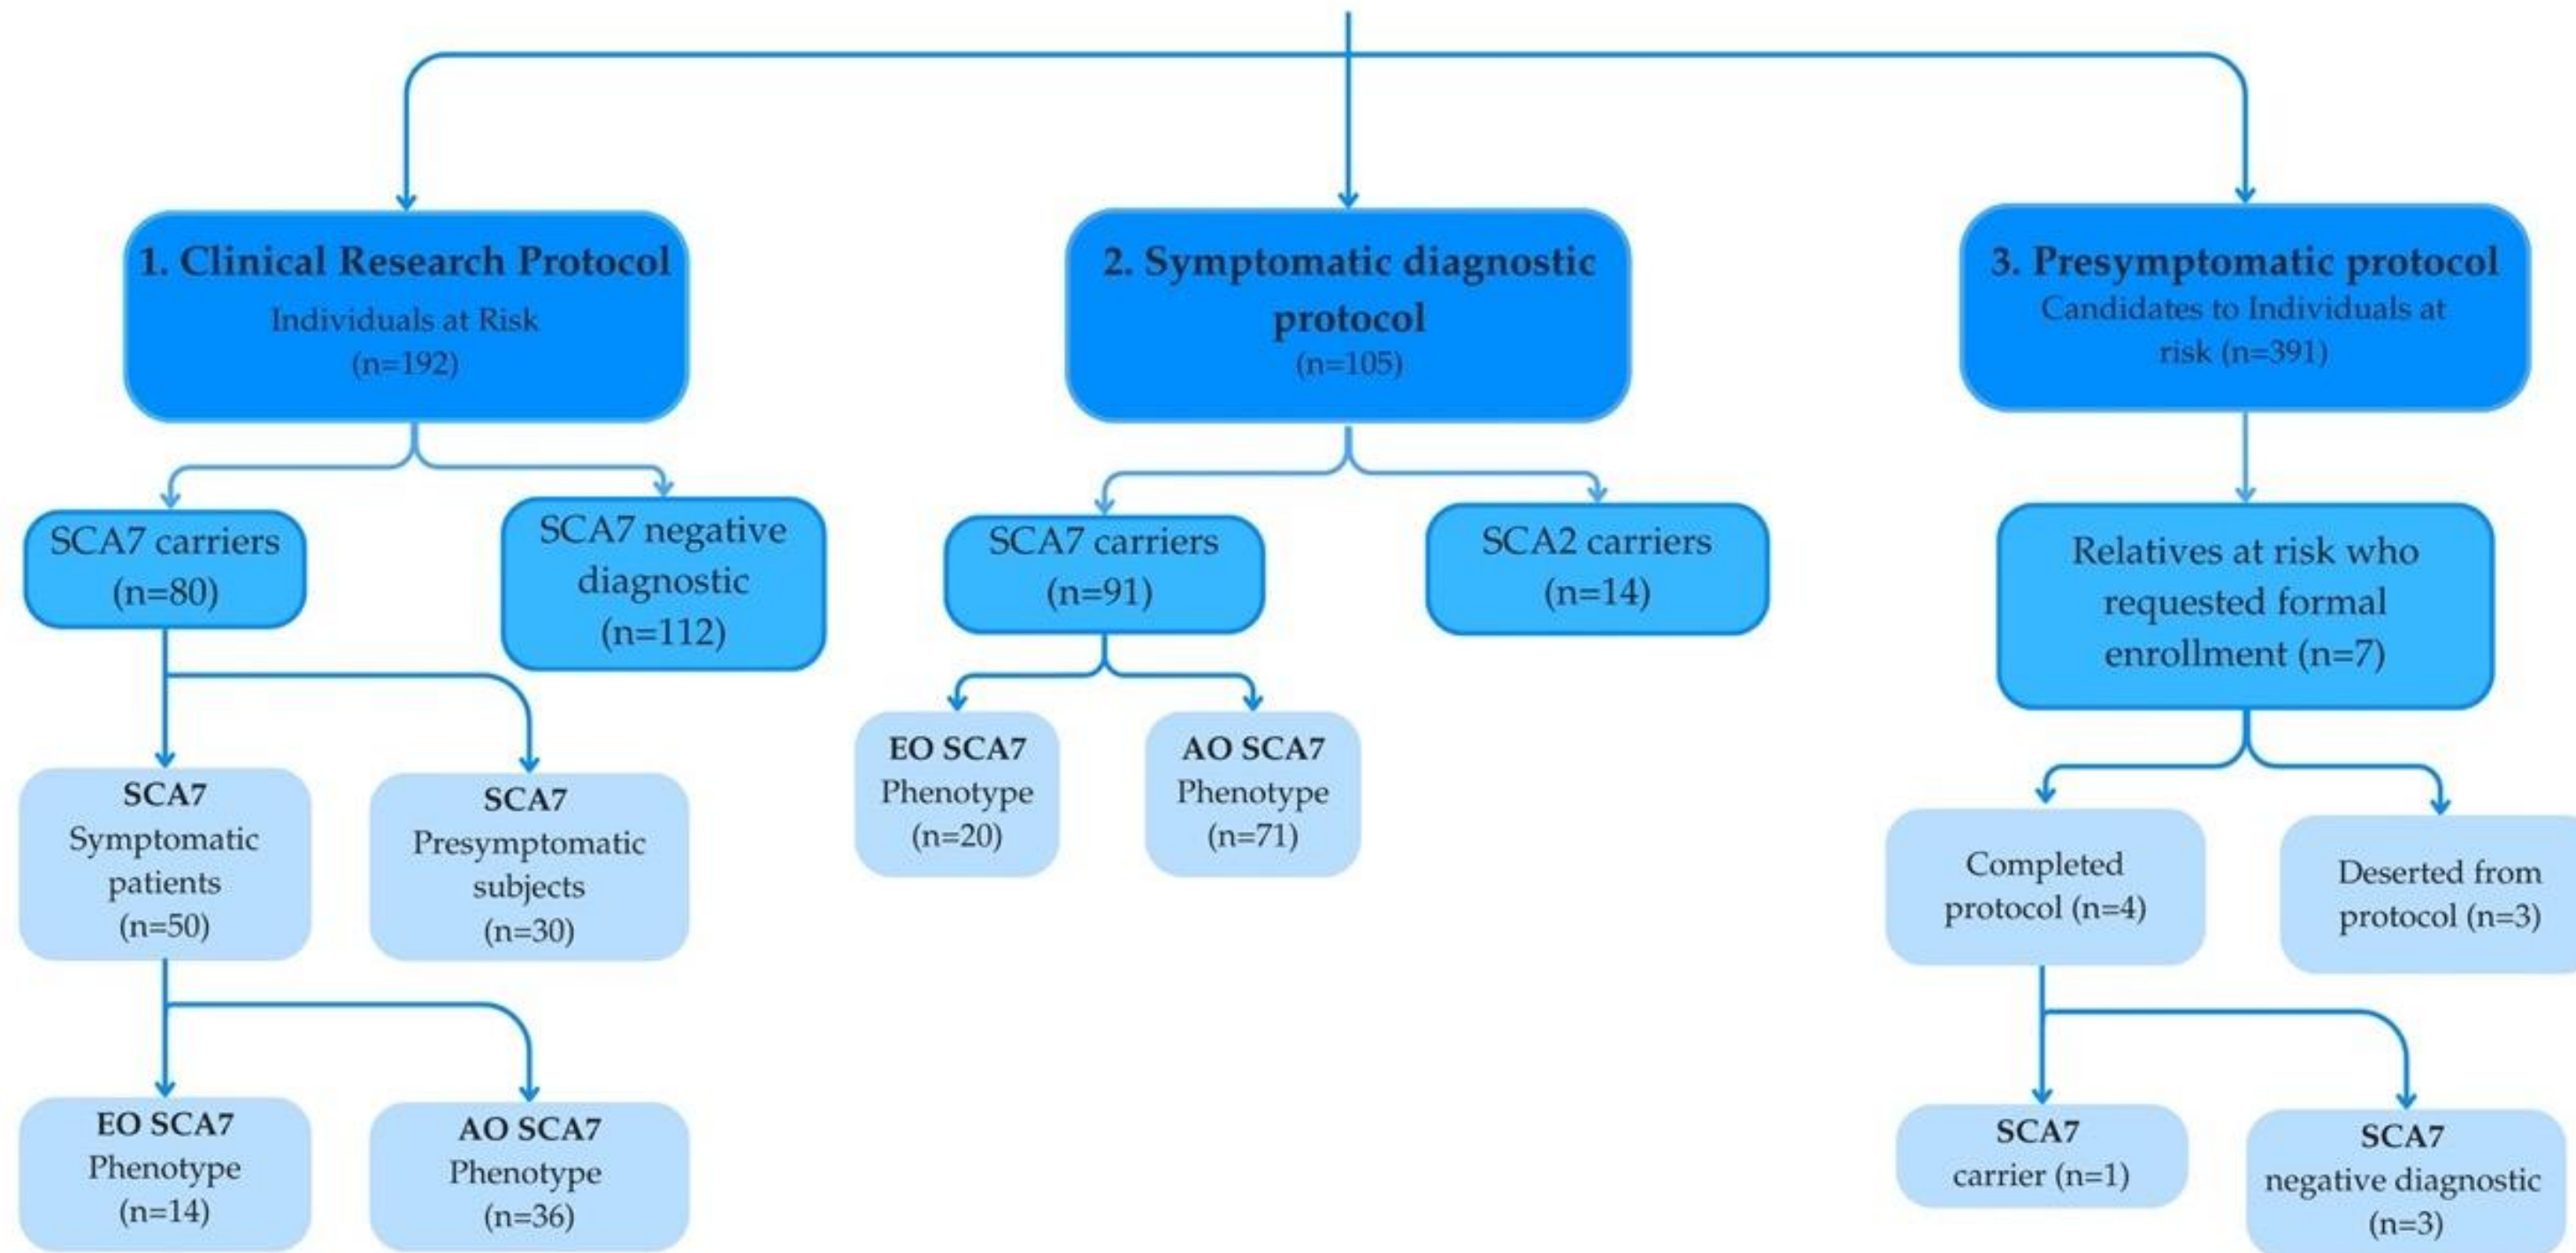 1. Clinical Research Protocol
Individuals at Risk
(n=192)
2. Symptomatic diagnostic
protocol
(n=105)
3. Presymptomatic protocol
Candidates to Individuals at
risk (n=391)
SCA7 carriers
(n=80)
SCA7 negative
diagnostic
(n=112)
SCA7 carriers
(n=91)
SCA2 carriers
(n=14)
Relatives at risk who
requested formal
enrollment (n=7)
SCA7
Symptomatic
patients
(n=50)
SCA7
Presymptomatic
subjects
(n=30)
EO SCA7
Phenotype
(n=20)
AO SCA7
Phenotype
(n=71)
Completed
protocol (n=4)
Deserted from
protocol (n=3)
EO SCA7
Phenotype
(n=14)
AO SCA7
Phenotype
(n=36)
SCA7
carrier (n=1)
SCA7
negative diagnostic
(n=3)